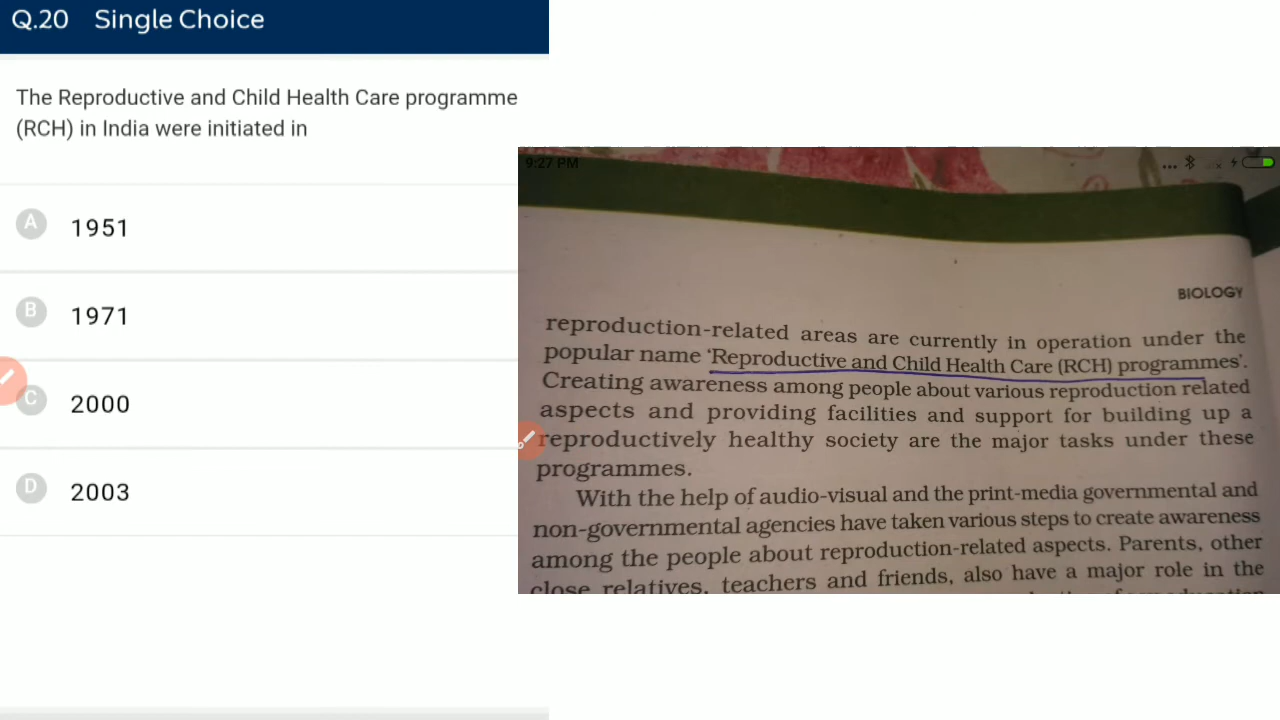 Q.20 Single Choice
The Reproductive and Child Health Care programme
(RCH) in India were initiated in
A 1951
B 1971
C 2000
D 2003
9:27 PM
BIOLOGY
reproduction-related areas are currently in operation under the
popular name ‘Reproductive and Child Health Care (RCH) programmes’.
Creating awareness among people about various reproduction related
aspects and providing facilities and support for building up a
reproductively healthy society are the major tasks under these
programmes.
With the help of audio-visual and the print-media governmental and
non-governmental agencies have taken various steps to create awareness
among the people about reproduction-related aspects. Parents, other
close relatives, teachers and friends, also have a major role in the